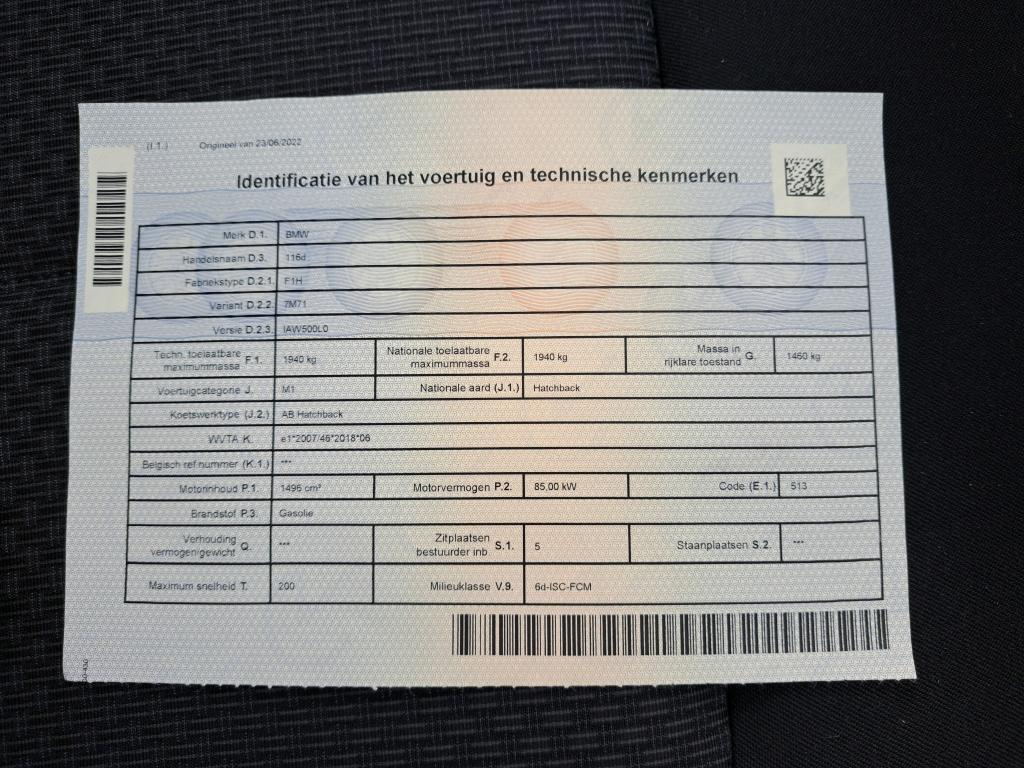 (I.1.) Origineel van 23/06/2022
Identificatie van het voertuig en technische kenmerken
Merk D.1. BMW
Handelsnaam D.3. 116d
Fabriekstype D.2.1. F1H
Variant D.2.2. 7M71
Versie D.2.3. IAW500L0
Techn. toelaatbare maximummassa F.1. 1940 kg Nationale toelaatbare maximummassa F.2. 1940 kg Massa in rijklare toestand G. 1460 kg
Voertuigcategorie J. M1 Nationale aard (J.1.) Hatchback
Koetswerktype (J.2.) AB Hatchback
WVTA K. e1*2007/46*2018*06
Belgisch ref nummer (K.1.) ***
Motorinhoud P.1. 1496 cm³ Motorvermogen P.2. 85,00 kW Code (E.1.) 513
Brandstof P.3. Gasolie
Verhouding vermogen/gewicht Q. *** Zitplaatsen bestuurder inb. S.1. 5 Staanplaatsen S.2. ***
Maximum snelheid T. 200 Milieuklasse V.9. 6d-ISC-FCM